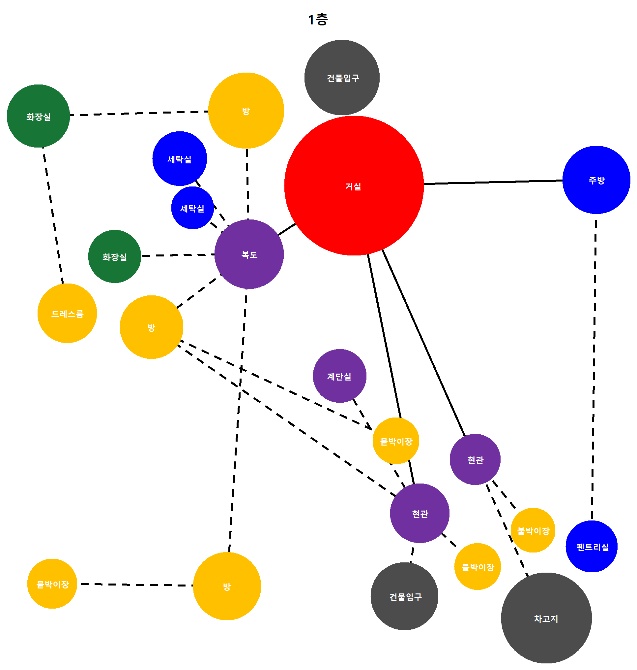 1층
건물입구
화장실
방
세탁실
거실
주방
세탁실
복도
화장실
드레스룸
방
계단실
붙박이장
현관
현관
붙박이장
펜트리실
붙박이장
붙박이장
방
건물입구
차고지